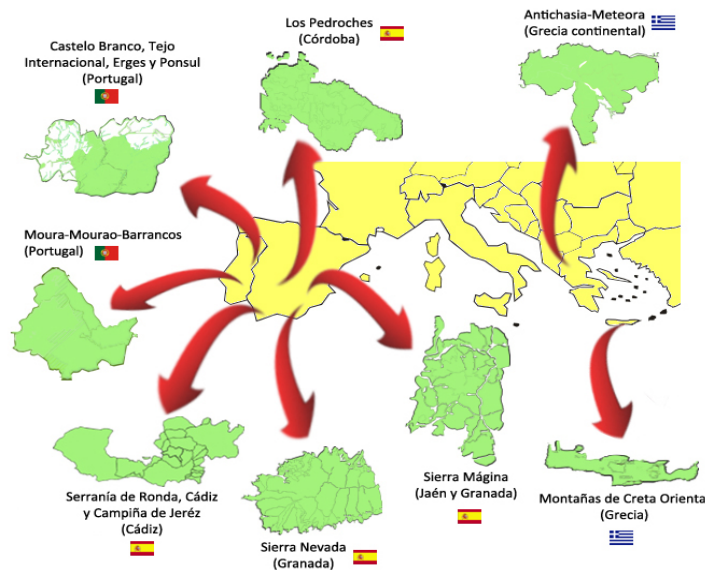 Los Pedroches
(Córdoba)
Antichasia-Meteora
(Grecia continental)
Castelo Branco, Tejo
Internacional, Erges y Ponsul
(Portugal)
Moura-Mourao-Barrancos
(Portugal)
Serranía de Ronda, Cádiz
y Campiña de Jeréz
(Cádiz)
Sierra Nevada
(Granada)
Sierra Mágina
(Jaén y Granada)
Montañas de Creta Orienta
(Grecia)